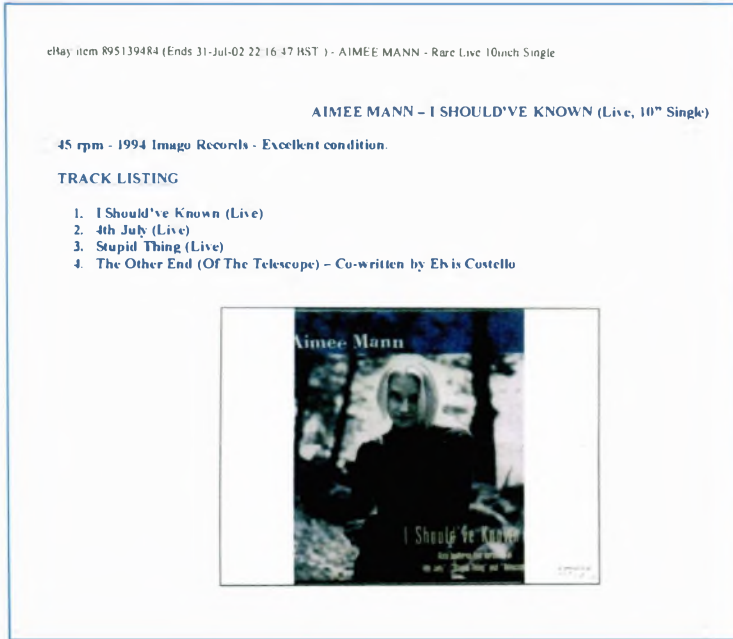 eBay item 895139484 (Ends 31-Jul-02 22:16:47 BST ) - AIMEE MANN - Rare Live 10inch Single
AIMEE MANN – I SHOULD'VE KNOWN (Live, 10" Single)
45 rpm - 1994 Imago Records - Excellent condition.
TRACK LISTING
1. I Should've Known (Live)
2. 4th July (Live)
3. Stupid Thing (Live)
4. The Other End (Of The Telescope) – Co-written by Elvis Costello
Aimee Mann
I Should've Known
"Stupid Thing" and